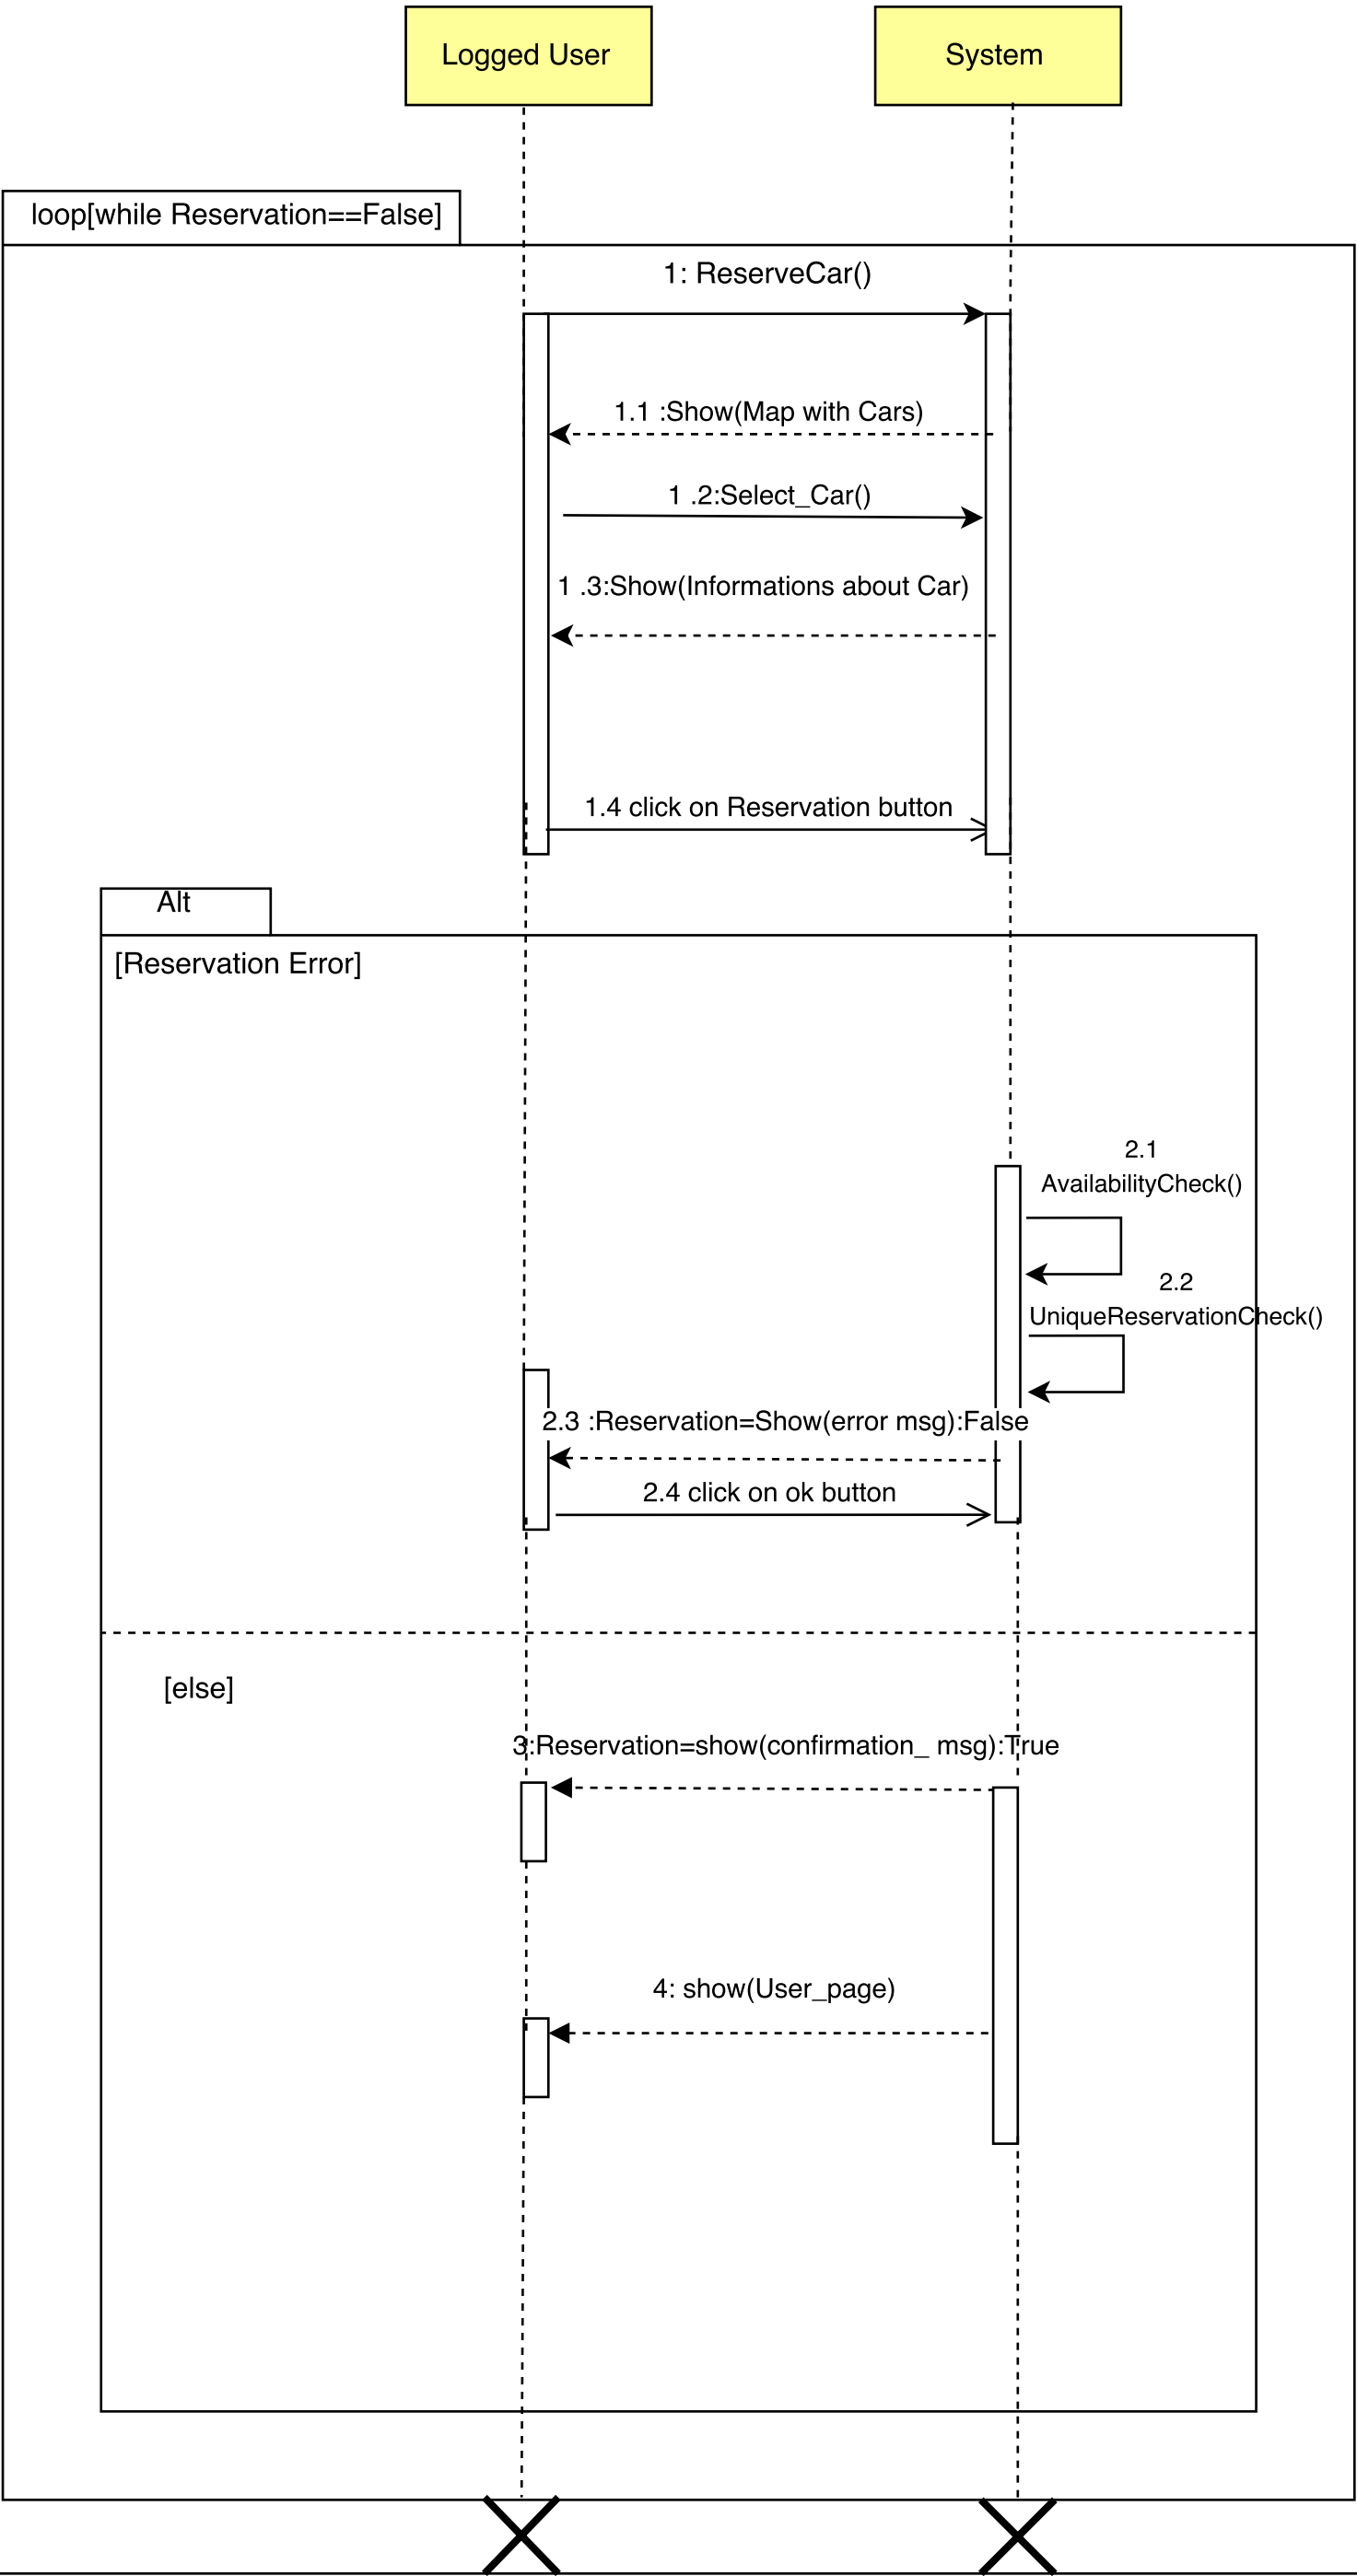 Logged User
System
loop[while Reservation==False]
1: ReserveCar()
1.1 :Show(Map with Cars)
1 .2:Select_Car()
1 .3:Show(Informations about Car)
1.4 click on Reservation button
Alt
[Reservation Error]
2.1
AvailabilityCheck()
2.2
UniqueReservationCheck()
2.3 :Reservation=Show(error msg):False
2.4 click on ok button
[else]
3:Reservation=show(confirmation_ msg):True
4: show(User_page)